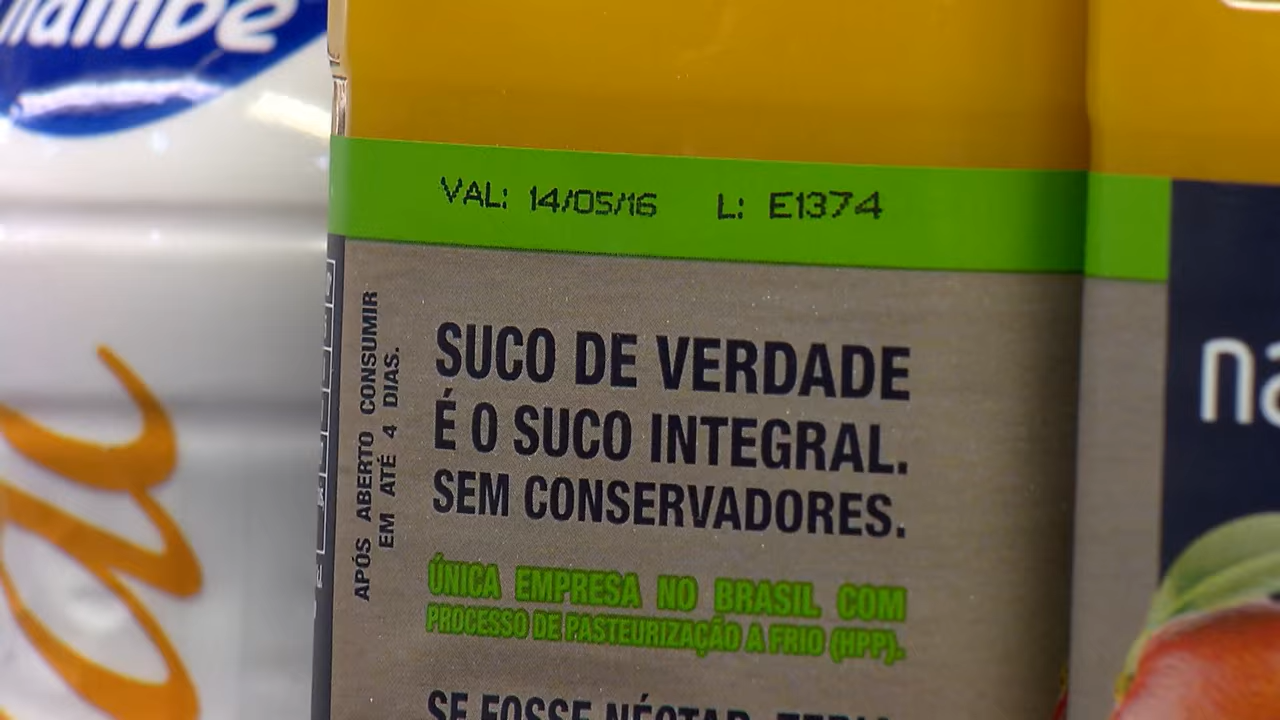 VAL: 14/05/16 L: E1374
APÓS ABERTO CONSUMIR
EM ATÉ 4 DIAS.
SUCO DE VERDADE
É O SUCO INTEGRAL.
SEM CONSERVADORES.
ÚNICA EMPRESA NO BRASIL COM
PROCESSO DE PASTEURIZAÇÃO A FRIO (HPP).
SE FOSSE NÉCTAR, TERIA
na